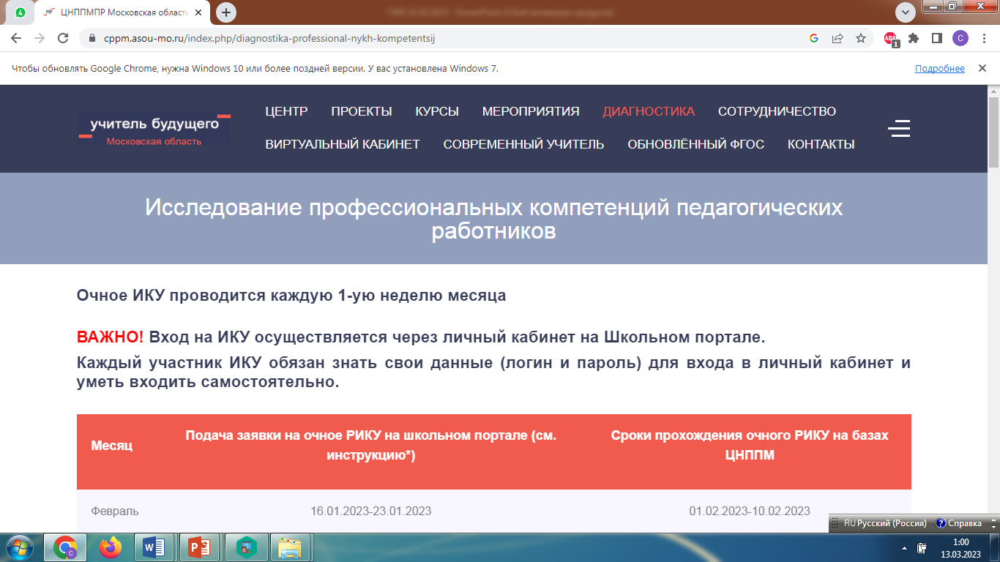 4
ЦНППМПР Московская область
cppm.asou-mo.ru/index.php/diagnostika-professional-nykh-kompetentsij
ABP
1
C
Чтобы обновлять Google Chrome, нужна Windows 10 или более поздней версии. У вас установлена Windows 7.
Подробнее
учитель будущего
Московская область
ЦЕНТР ПРОЕКТЫ КУРСЫ МЕРОПРИЯТИЯ ДИАГНОСТИКА СОТРУДНИЧЕСТВО
ВИРТУАЛЬНЫЙ КАБИНЕТ СОВРЕМЕННЫЙ УЧИТЕЛЬ ОБНОВЛЁННЫЙ ФГОС КОНТАКТЫ
Исследование профессиональных компетенций педагогических
работников
Очное ИКУ проводится каждую 1-ую неделю месяца
ВАЖНО! Вход на ИКУ осуществляется через личный кабинет на Школьном портале.
Каждый участник ИКУ обязан знать свои данные (логин и пароль) для входа в личный кабинет и
уметь входить самостоятельно.
Месяц
Подача заявки на очное РИКУ на школьном портале (см.
инструкцию*)
Сроки прохождения очного РИКУ на базах
ЦНППМ
Февраль 16.01.2023-23.01.2023 01.02.2023-10.02.2023
RU Русский (Россия) Справка
1:00
13.03.2023